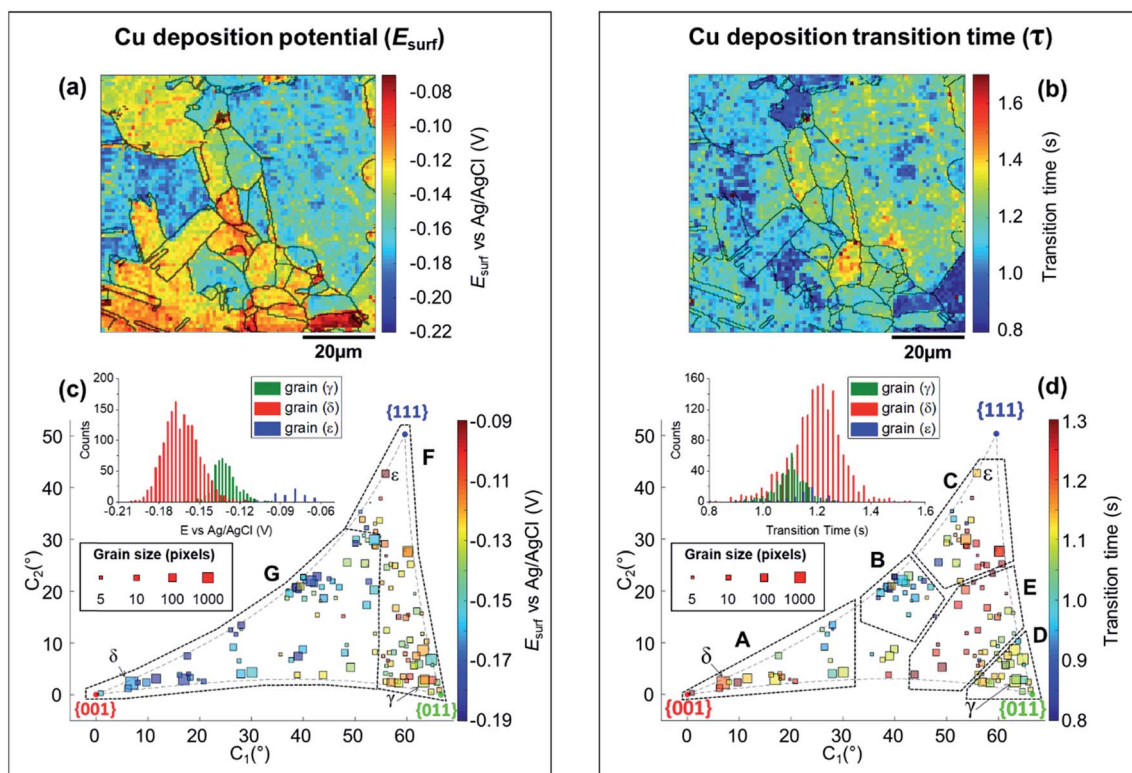 Cu deposition potential (E_surf)
(a)
-0.08
-0.10
-0.12
-0.14
-0.16
-0.18
-0.20
-0.22
E_surf vs Ag/AgCl (V)
20μm
(c)
200
150
100
50
0
Counts
-0.21
-0.18
-0.15
-0.12
-0.09
-0.06
E vs Ag/AgCl (V)
grain (γ)
grain (δ)
grain (ε)
{111}
F
ε
G
Grain size (pixels)
5
10
100
1000
δ
γ
{001}
{011}
50
40
30
20
10
0
C₂(°)
0
10
20
30
40
50
60
C₁(°)
-0.09
-0.11
-0.13
-0.15
-0.17
-0.19
E_surf vs Ag/AgCl (V)
Cu deposition transition time (τ)
(b)
1.6
1.4
1.2
1.0
0.8
Transition time (s)
20μm
(d)
160
120
80
40
0
Counts
0.8
1.0
1.2
1.4
1.6
Transition Time (s)
grain (γ)
grain (δ)
grain (ε)
{111}
C
ε
B
E
A
D
Grain size (pixels)
5
10
100
1000
δ
γ
{001}
{011}
50
40
30
20
10
0
C₂(°)
0
10
20
30
40
50
60
C₁(°)
1.3
1.2
1.1
1.0
0.9
0.8
Transition time (s)